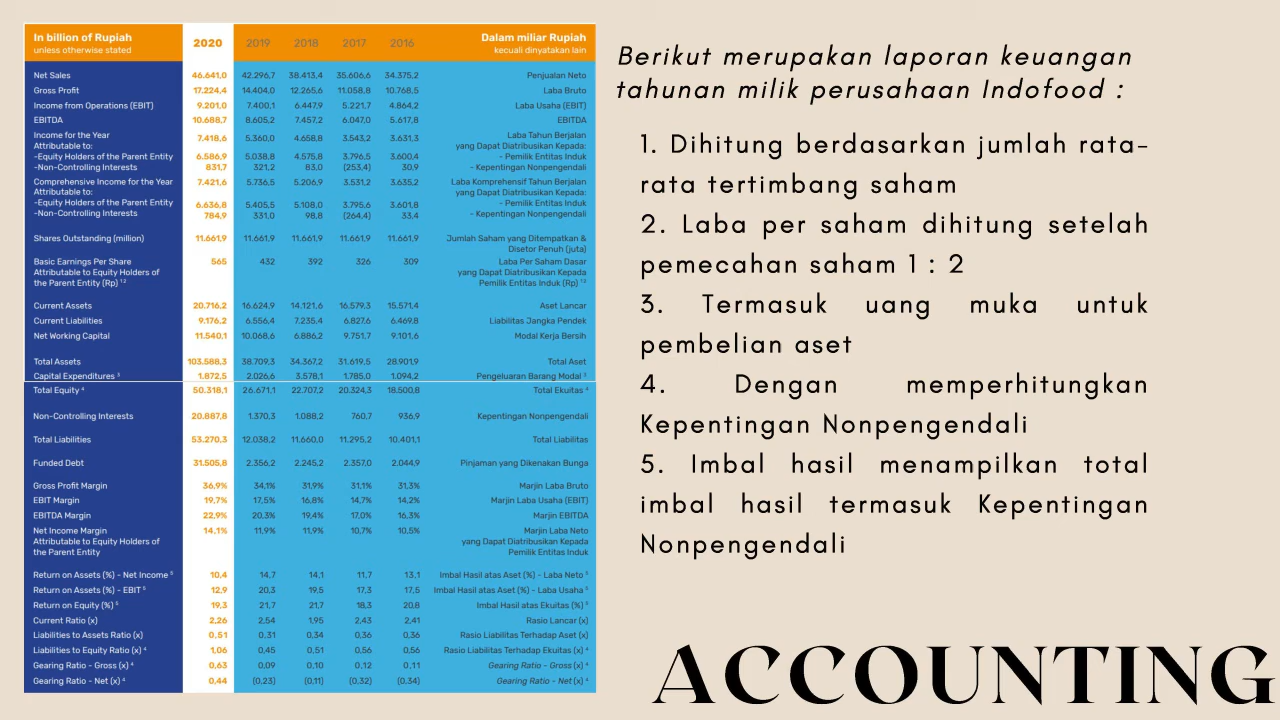 In billion of Rupiah 2020 2019 2018 2017 2016 Dalam miliar Rupiah
unless otherwise stated kecuali dinyatakan lain
Net Sales 46.641,0 42.296,7 38.413,4 35.606,6 34.375,2 Penjualan Neto
Gross Profit 17.224,4 14.404,0 12.265,6 11.058,8 10.768,5 Laba Bruto
Income from Operations (EBIT) 9.201,0 7.400,1 6.447,9 5.221,7 4.864,2 Laba Usaha (EBIT)
EBITDA 10.688,7 8.605,2 7.457,2 6.047,0 5.617,8 EBITDA
Income for the Year 7.418,6 5.360,0 4.658,8 3.543,2 3.631,3 Laba Tahun Berjalan
Attributable to: yang Dapat Diatribusikan Kepada:
-Equity Holders of the Parent Entity 6.586,9 5.038,8 4.575,8 3.796,5 3.600,4 - Pemilik Entitas Induk
-Non-Controlling Interests 831,7 321,2 83,0 (253,4) 30,9 - Kepentingan Nonpengendali
Comprehensive Income for the Year 7.421,6 5.736,5 5.206,9 3.531,2 3.635,2 Laba Komprehensif Tahun Berjalan
Attributable to: yang Dapat Diatribusikan Kepada:
-Equity Holders of the Parent Entity 6.636,8 5.405,5 5.108,0 3.795,6 3.601,8 - Pemilik Entitas Induk
-Non-Controlling Interests 784,9 331,0 98,8 (264,4) 33,4 - Kepentingan Nonpengendali
Shares Outstanding (million) 11.661,9 11.661,9 11.661,9 11.661,9 11.661,9 Jumlah Saham yang Ditempatkan &
Disetor Penuh (juta)
Basic Earnings Per Share 565 432 392 326 309 Laba Per Saham Dasar
Attributable to Equity Holders of yang Dapat Diatribusikan Kepada
the Parent Entity (Rp) 1 2 Pemilik Entitas Induk (Rp) 1 2
Current Assets 20.716,2 16.624,9 14.121,6 16.579,3 15.571,4 Aset Lancar
Current Liabilities 9.176,2 6.556,4 7.235,4 6.827,6 6.469,8 Liabilitas Jangka Pendek
Net Working Capital 11.540,1 10.068,6 6.886,2 9.751,7 9.101,6 Modal Kerja Bersih
Total Assets 103.588,3 38.709,3 34.367,2 31.619,5 28.901,9 Total Aset
Capital Expenditures 3 1.872,5 2.026,6 3.578,1 1.785,0 1.094,2 Pengeluaran Barang Modal 3
Total Equity 4 50.318,1 26.671,1 22.707,2 20.324,3 18.500,8 Total Ekuitas 4
Non-Controlling Interests 20.887,8 1.370,3 1.088,2 760,7 936,9 Kepentingan Nonpengendali
Total Liabilities 53.270,3 12.038,2 11.660,0 11.295,2 10.401,1 Total Liabilitas
Funded Debt 31.505,8 2.356,2 2.245,2 2.357,0 2.044,9 Pinjaman yang Dikenakan Bunga
Gross Profit Margin 36,9% 34,1% 31,9% 31,1% 31,3% Marjin Laba Bruto
EBIT Margin 19,7% 17,5% 16,8% 14,7% 14,2% Marjin Laba Usaha (EBIT)
EBITDA Margin 22,9% 20,3% 19,4% 17,0% 16,3% Marjin EBITDA
Net Income Margin 14,1% 11,9% 11,9% 10,7% 10,5% Marjin Laba Neto
Attributable to Equity Holders of yang Dapat Diatribusikan Kepada
the Parent Entity Pemilik Entitas Induk
Return on Assets (%) - Net Income 5 10,4 14,7 14,1 11,7 13,1 Imbal Hasil atas Aset (%) - Laba Neto 5
Return on Assets (%) - EBIT 5 12,9 20,3 19,5 17,3 17,5 Imbal Hasil atas Aset (%) - Laba Usaha 5
Return on Equity (%) 5 19,3 21,7 21,7 18,3 20,8 Imbal Hasil atas Ekuitas (%) 5
Current Ratio (x) 2,26 2,54 1,95 2,43 2,41 Rasio Lancar (x)
Liabilities to Assets Ratio (x) 0,51 0,31 0,34 0,36 0,36 Rasio Liabilitas Terhadap Aset (x)
Liabilities to Equity Ratio (x) 4 1,06 0,45 0,51 0,56 0,56 Rasio Liabilitas Terhadap Ekuitas (x) 4
Gearing Ratio - Gross (x) 4 0,63 0,09 0,10 0,12 0,11 Gearing Ratio - Gross (x) 4
Gearing Ratio - Net (x) 4 0,44 (0,23) (0,11) (0,32) (0,34) Gearing Ratio - Net (x) 4
Berikut merupakan laporan keuangan
tahunan milik perusahaan Indofood :
1. Dihitung berdasarkan jumlah rata-
rata tertimbang saham
2. Laba per saham dihitung setelah
pemecahan saham 1 : 2
3. Termasuk uang muka untuk
pembelian aset
4. Dengan memperhitungkan
Kepentingan Nonpengendali
5. Imbal hasil menampilkan total
imbal hasil termasuk Kepentingan
Nonpengendali
ACCOUNTING